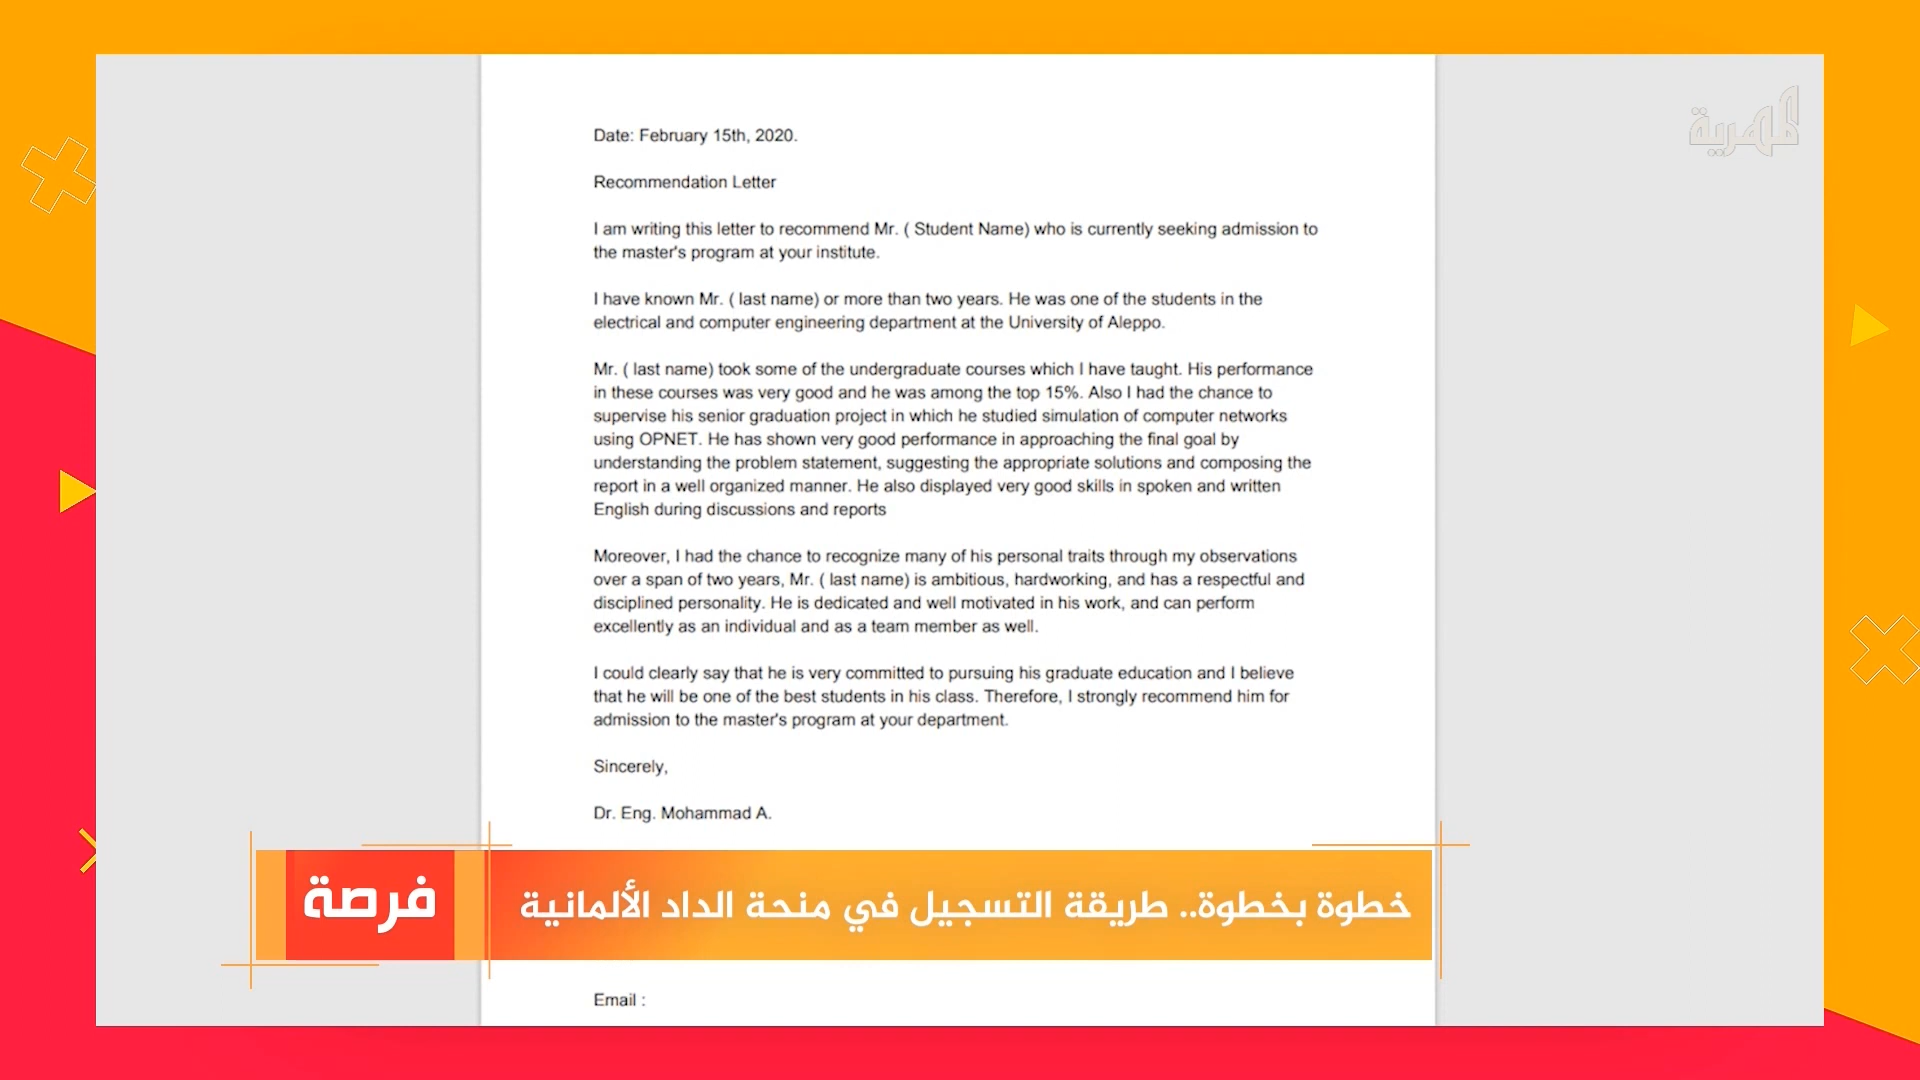 المهرية
Date: February 15th, 2020.
Recommendation Letter
I am writing this letter to recommend Mr. ( Student Name) who is currently seeking admission to
the master's program at your institute.
I have known Mr. ( last name) or more than two years. He was one of the students in the
electrical and computer engineering department at the University of Aleppo.
Mr. ( last name) took some of the undergraduate courses which I have taught. His performance
in these courses was very good and he was among the top 15%. Also I had the chance to
supervise his senior graduation project in which he studied simulation of computer networks
using OPNET. He has shown very good performance in approaching the final goal by
understanding the problem statement, suggesting the appropriate solutions and composing the
report in a well organized manner. He also displayed very good skills in spoken and written
English during discussions and reports
Moreover, I had the chance to recognize many of his personal traits through my observations
over a span of two years, Mr. ( last name) is ambitious, hardworking, and has a respectful and
disciplined personality. He is dedicated and well motivated in his work, and can perform
excellently as an individual and as a team member as well.
I could clearly say that he is very committed to pursuing his graduate education and I believe
that he will be one of the best students in his class. Therefore, I strongly recommend him for
admission to the master's program at your department.
Sincerely,
Dr. Eng. Mohammad A.
خطوة بخطوة.. طريقة التسجيل في منحة الداد الألمانية
فرصة
Email :